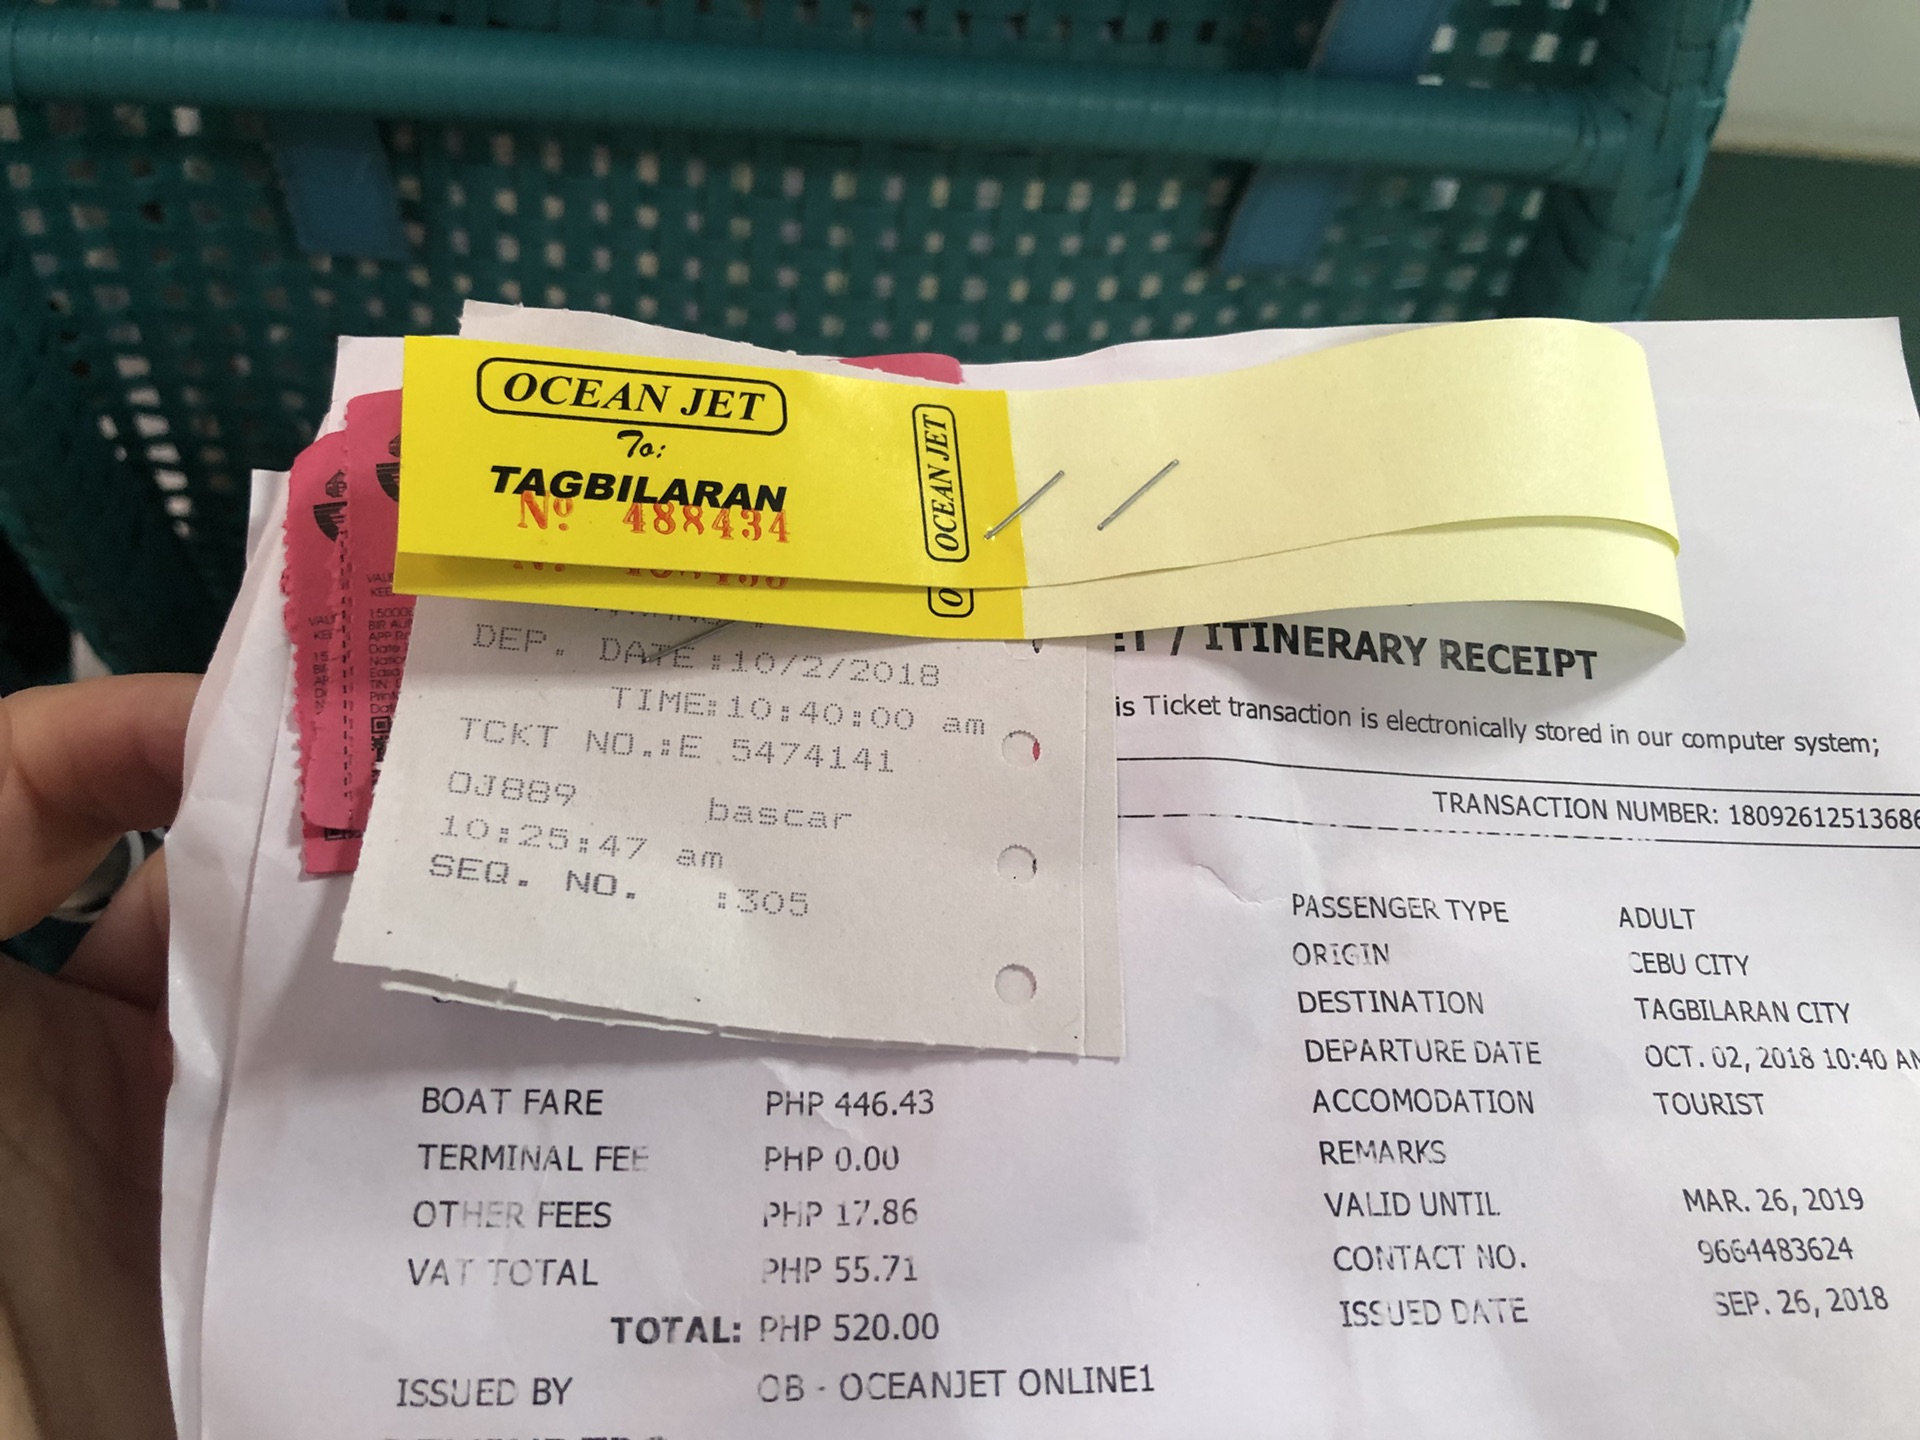 OCEAN JET
To:
TAGBILARAN
Nº 488434
OCEAN JET
DEP. DATE:10/2/2018
TIME:10:40:00 am
TCKT NO.:E 5474141
OJ889 bascar
10:25:47 am
SEQ. NO. :305
/ ITINERARY RECEIPT
is Ticket transaction is electronically stored in our computer system;
TRANSACTION NUMBER: 18092612513686
PASSENGER TYPE ADULT
ORIGIN CEBU CITY
DESTINATION TAGBILARAN CITY
DEPARTURE DATE OCT. 02, 2018 10:40 AM
ACCOMODATION TOURIST
REMARKS
VALID UNTIL MAR. 26, 2019
CONTACT NO. 9664483624
ISSUED DATE SEP. 26, 2018
BOAT FARE PHP 446.43
TERMINAL FEE PHP 0.00
OTHER FEES PHP 17.86
VAT TOTAL PHP 55.71
TOTAL: PHP 520.00
ISSUED BY OB - OCEANJET ONLINE1